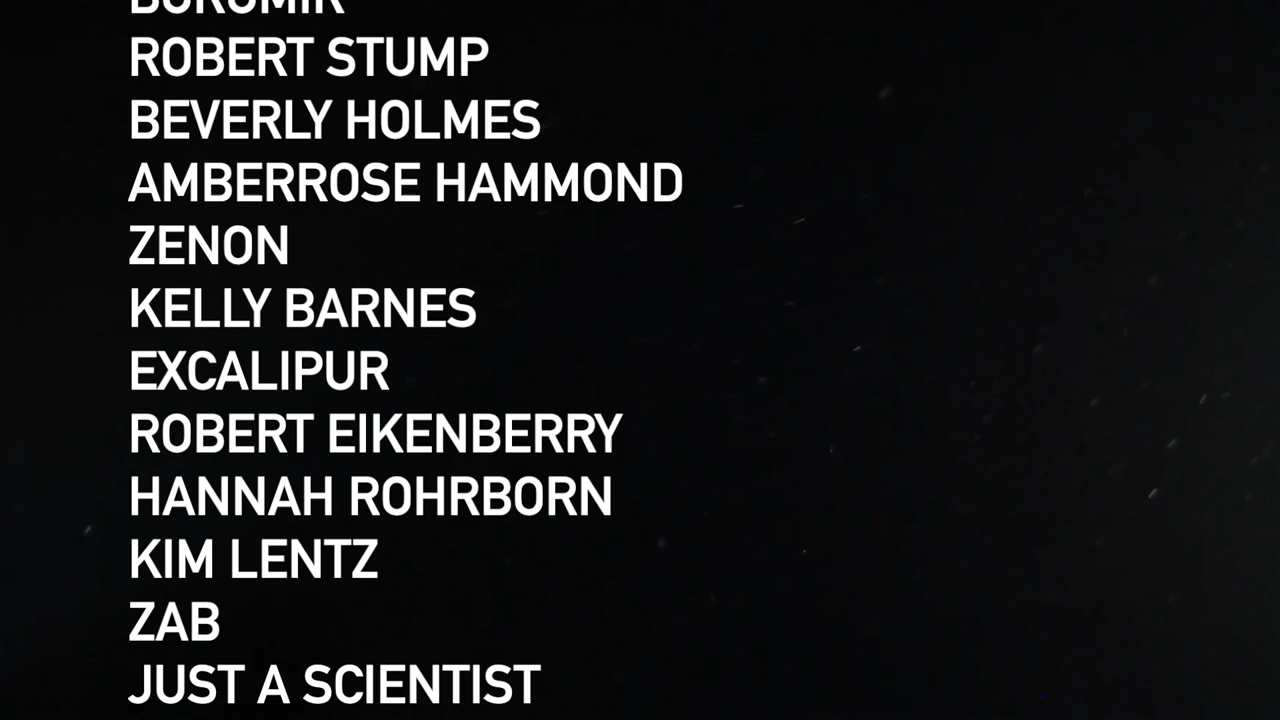 BOROMIR
ROBERT STUMP
BEVERLY HOLMES
AMBERROSE HAMMOND
ZENON
KELLY BARNES
EXCALIPUR
ROBERT EIKENBERRY
HANNAH ROHRBORN
KIM LENTZ
ZAB
JUST A SCIENTIST